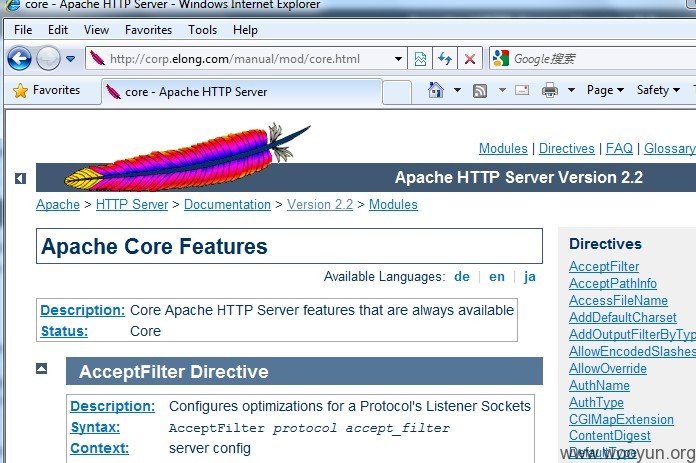 core - Apache HTTP Server - Windows Internet Explorer
File Edit View Favorites Tools Help
http://corp.elong.com/manual/mod/core.html
Google搜索
Favorites
core - Apache HTTP Server
Page
Safety
Modules | Directives | FAQ | Glossary
Apache HTTP Server Version 2.2
Apache > HTTP Server > Documentation > Version 2.2 > Modules
Apache Core Features
Available Languages: de | en | ja
Description: Core Apache HTTP Server features that are always available
Status: Core
AcceptFilter Directive
Description: Configures optimizations for a Protocol's Listener Sockets
Syntax: AcceptFilter protocol accept_filter
Context: server config
Directives
AcceptFilter
AcceptPathInfo
AccessFileName
AddDefaultCharset
AddOutputFilterByTyp
AllowEncodedSlashes
AllowOverride
AuthName
AuthType
CGIMapExtension
ContentDigest
DefaultType
www.wooyun.org